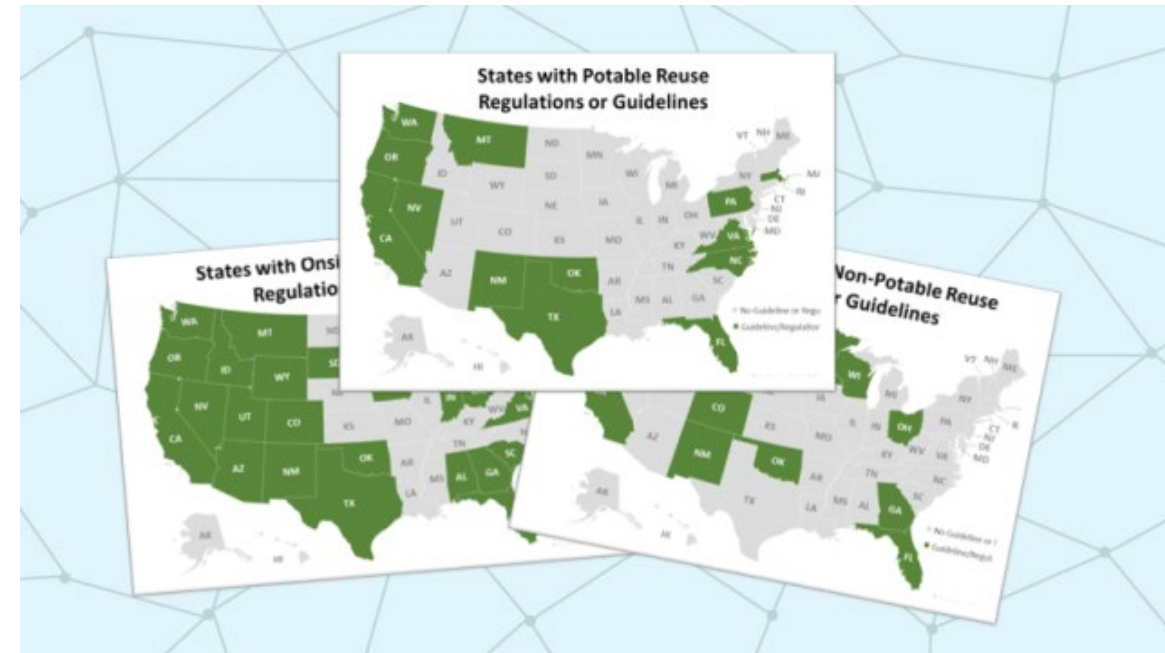 States with Potable Reuse
Regulations or Guidelines
WA
MT
ND
MN
VT NH ME
OR
ID
SD
WI
MI
NY
MA
RI
CT
NJ
DE
MD
WY
NE
IA
PA
NV
UT
CO
IL IN OH
WV
VA
CA
KS
MO
KY
NC
AZ
NM
OK
AR
TN
SC
TX
LA
MS AL GA
FL
AK
HI
No Guideline or Regu
Guideline/Regulation
States with Onsi
Regulatio
WA
MT
ND
OR
ID
SD
WY
NV
UT
CO
KS
MO
IL
IN
KY
WV
VA
CA
AZ
NM
OK
AR
TN
TX
LA
MS
AL
GA
SC
AK
HI
Non-Potable Reuse
r Guidelines
VT NH ME
WI
MI
NY
CO
IL
IN
OH
PA
CT
NJ
DE
MD
R
AZ
NM
KS
OK
MO
KY
WV
VA
TN
NC
SC
TX
AR
LA
MS
AL
GA
FL
AK
HI
No Guideline or
Guideline/Regul